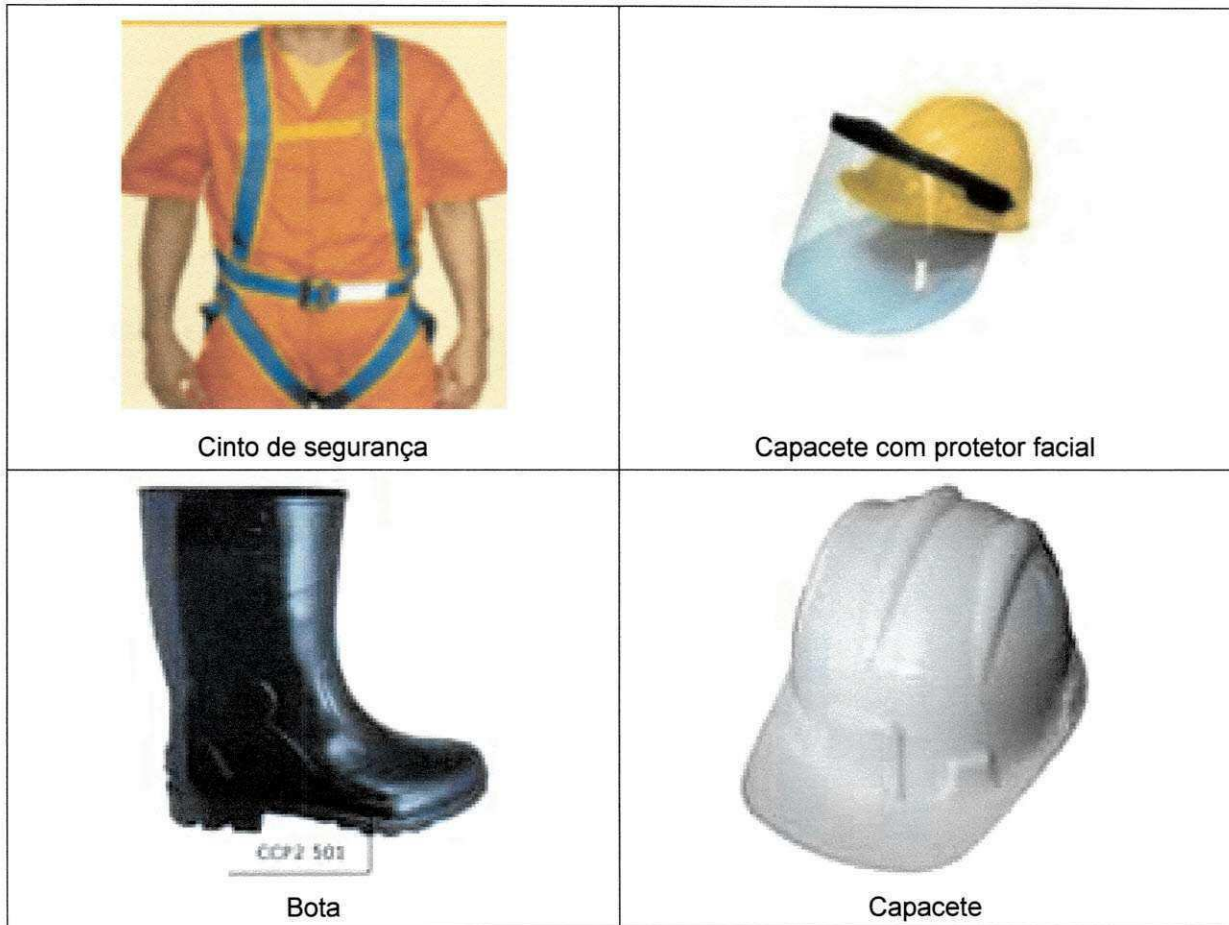 Cinto de segurança
Capacete com protetor facial
CCP2 501
Bota
Capacete